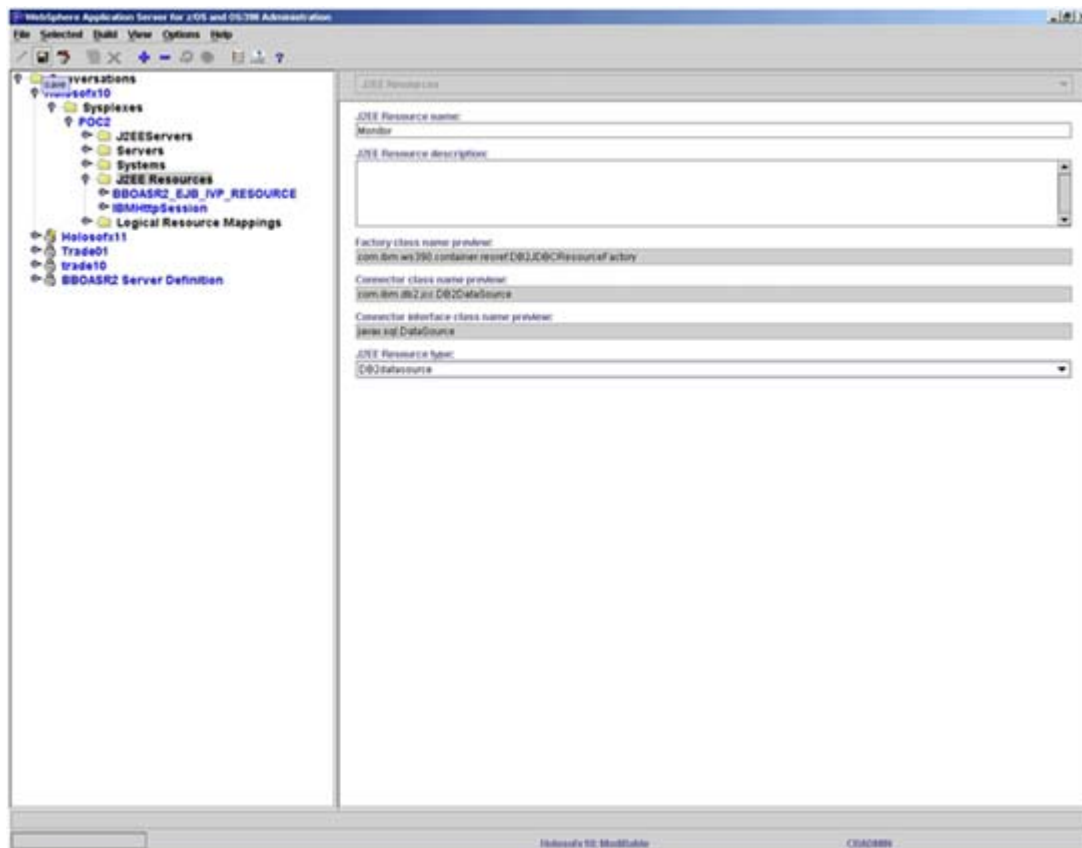 WebSphere Application Server for z/OS and OS/390 Administration
File Selected Build View Options Help
Conversations
save
Holosofx10
Sysplexes
POC2
J2EEServers
Servers
Systems
J2EE Resources
BBOASR2_EJB_IVP_RESOURCE
IBMHttpSession
Logical Resource Mappings
Holosofx11
Trade01
trade10
BBOASR2 Server Definition
J2EE Resources
J2EE Resource name:
Monitor
J2EE Resource description:
Factory class name preview:
com.ibm.ws390.container.resref.DB2JDBCResourceFactory
Connector class name preview:
com.ibm.db2.jcc.DB2DataSource
Connector interface class name preview:
javax.sql.DataSource
J2EE Resource type:
DB2datasource
Holosofx10: Modifiable
CBADMIN